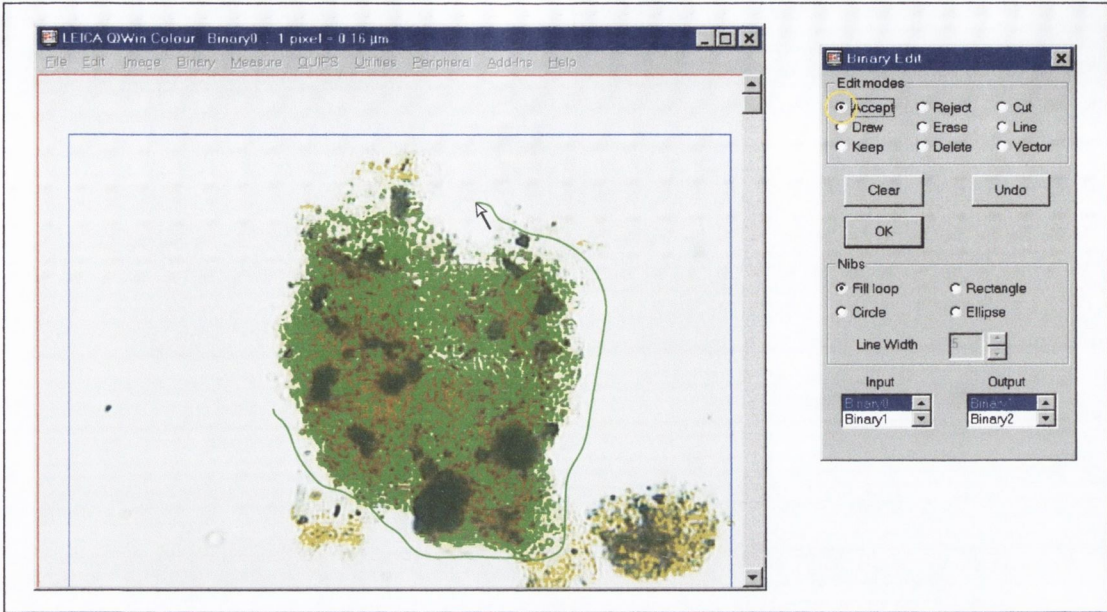 LEICA QWin Colour Binary0 : 1 pixel = 0.16 µm
File Edit Image Binary Measure QUIPS Utilities Peripheral Add-Ins Help
Binary Edit
Edit modes
Accept Reject Cut
Draw Erase Line
Keep Delete Vector
Clear Undo
OK
Nibs
Fill loop Rectangle
Circle Ellipse
Line Width 5
Input Output
Binary0 Binary1
Binary1 Binary2